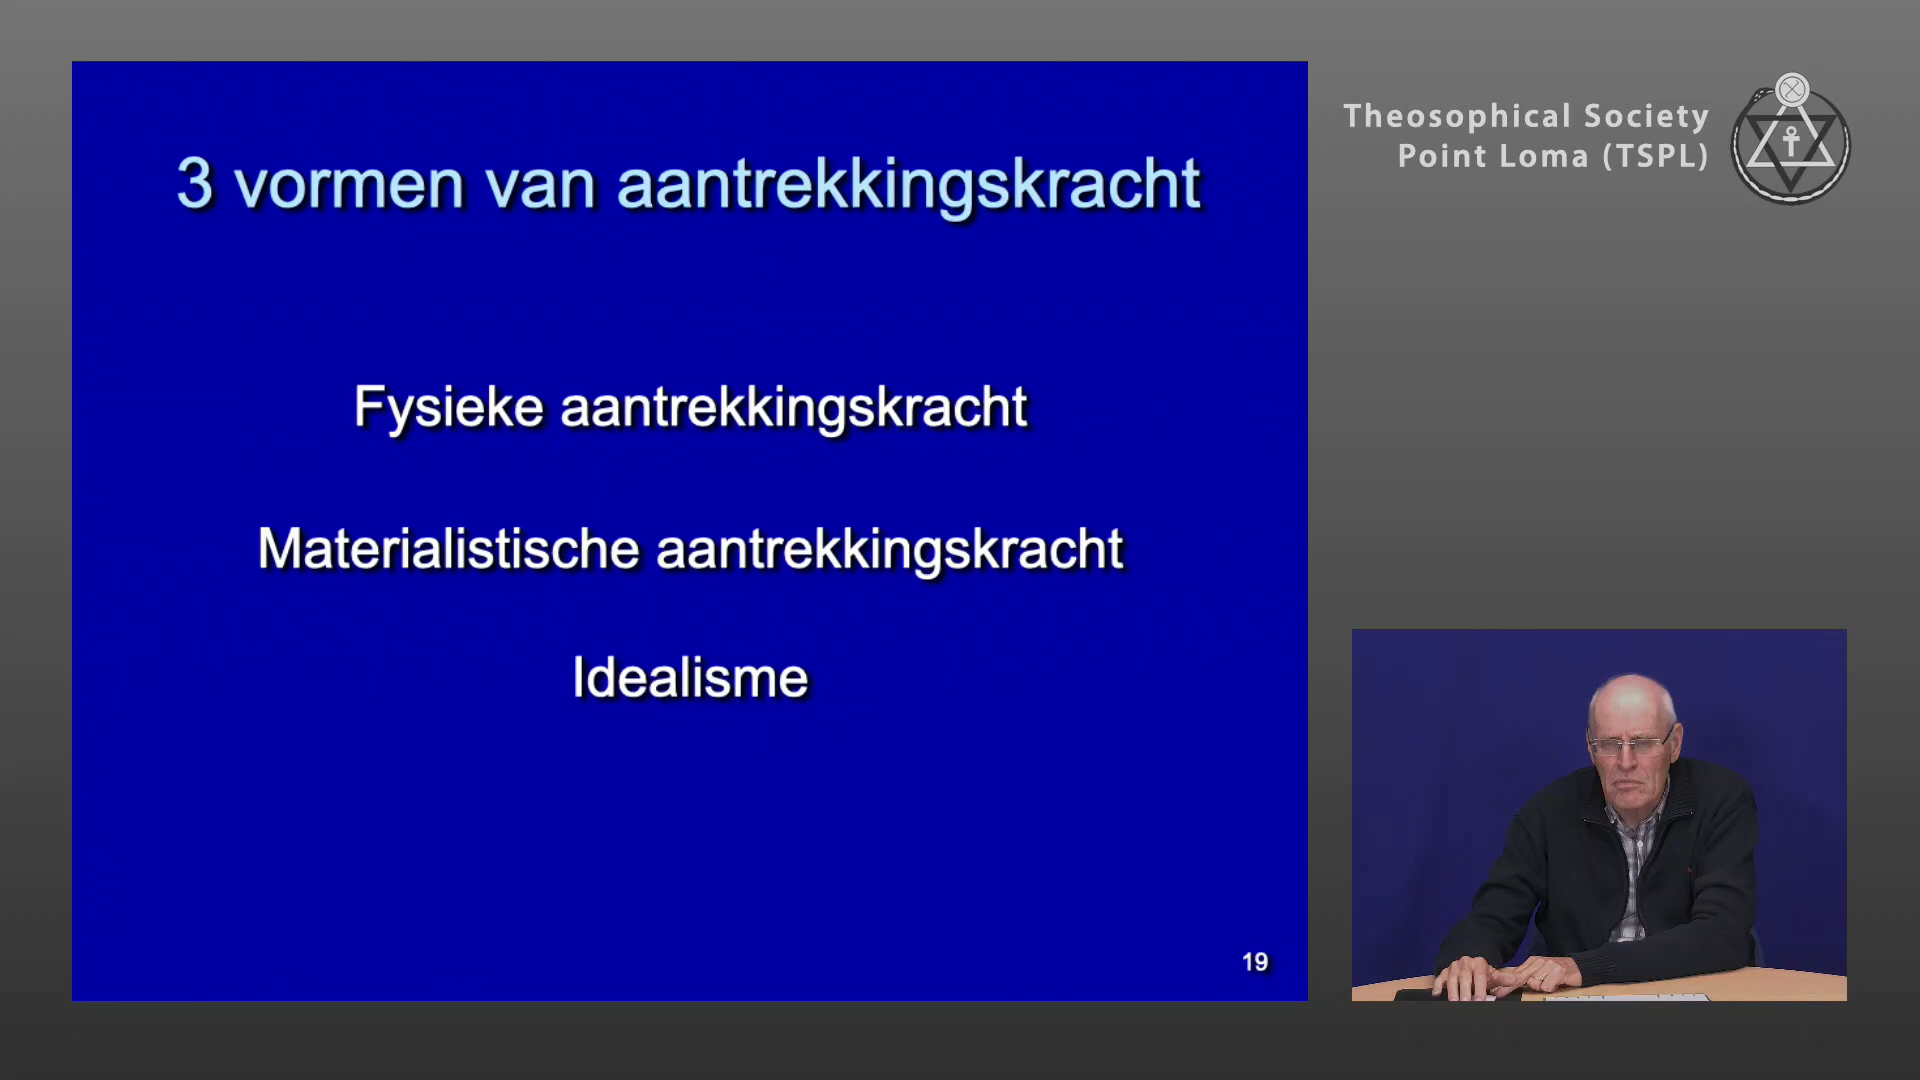 3 vormen van aantrekkingskracht
Fysieke aantrekkingskracht
Materialistische aantrekkingskracht
Idealisme
19
Theosophical Society
Point Loma (TSPL)